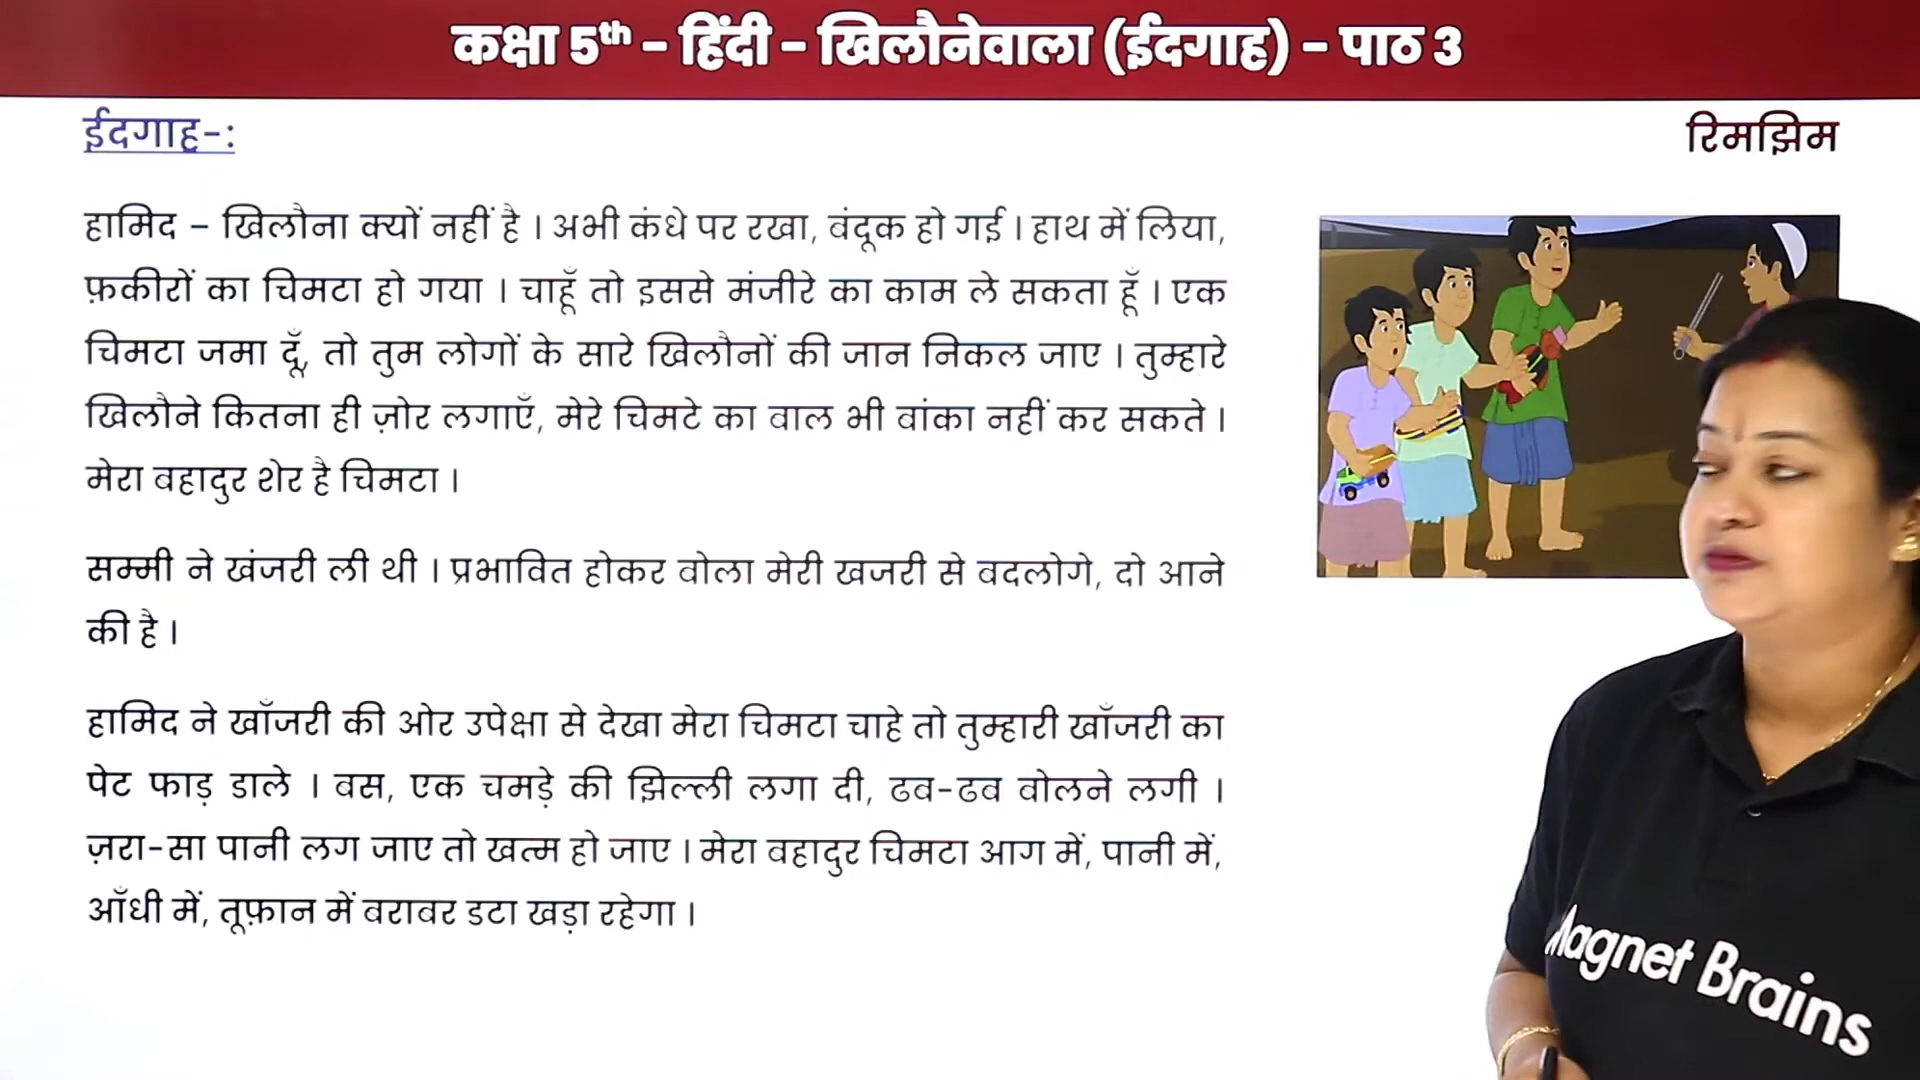 कक्षा 5th - हिंदी - खिलौनेवाला (ईदगाह) - पाठ 3
ईदगाह-:
रिमझिम
हामिद – खिलौना क्यों नहीं है । अभी कंधे पर रखा, बंदूक हो गई । हाथ में लिया,
फ़कीरों का चिमटा हो गया । चाहूँ तो इससे मंजीरे का काम ले सकता हूँ । एक
चिमटा जमा दूँ, तो तुम लोगों के सारे खिलौनों की जान निकल जाए । तुम्हारे
खिलौने कितना ही ज़ोर लगाएँ, मेरे चिमटे का बाल भी बांका नहीं कर सकते ।
मेरा बहादुर शेर है चिमटा ।
सम्मी ने खंजरी ली थी । प्रभावित होकर बोला मेरी खजरी से बदलोगे, दो आने
की है ।
हामिद ने खाँजरी की ओर उपेक्षा से देखा मेरा चिमटा चाहे तो तुम्हारी खाँजरी का
पेट फाड़ डाले । बस, एक चमड़े की झिल्ली लगा दी, ढब-ढब बोलने लगी ।
ज़रा-सा पानी लग जाए तो खत्म हो जाए । मेरा बहादुर चिमटा आग में, पानी में,
आँधी में, तूफ़ान में बराबर डटा खड़ा रहेगा ।
Magnet Brains